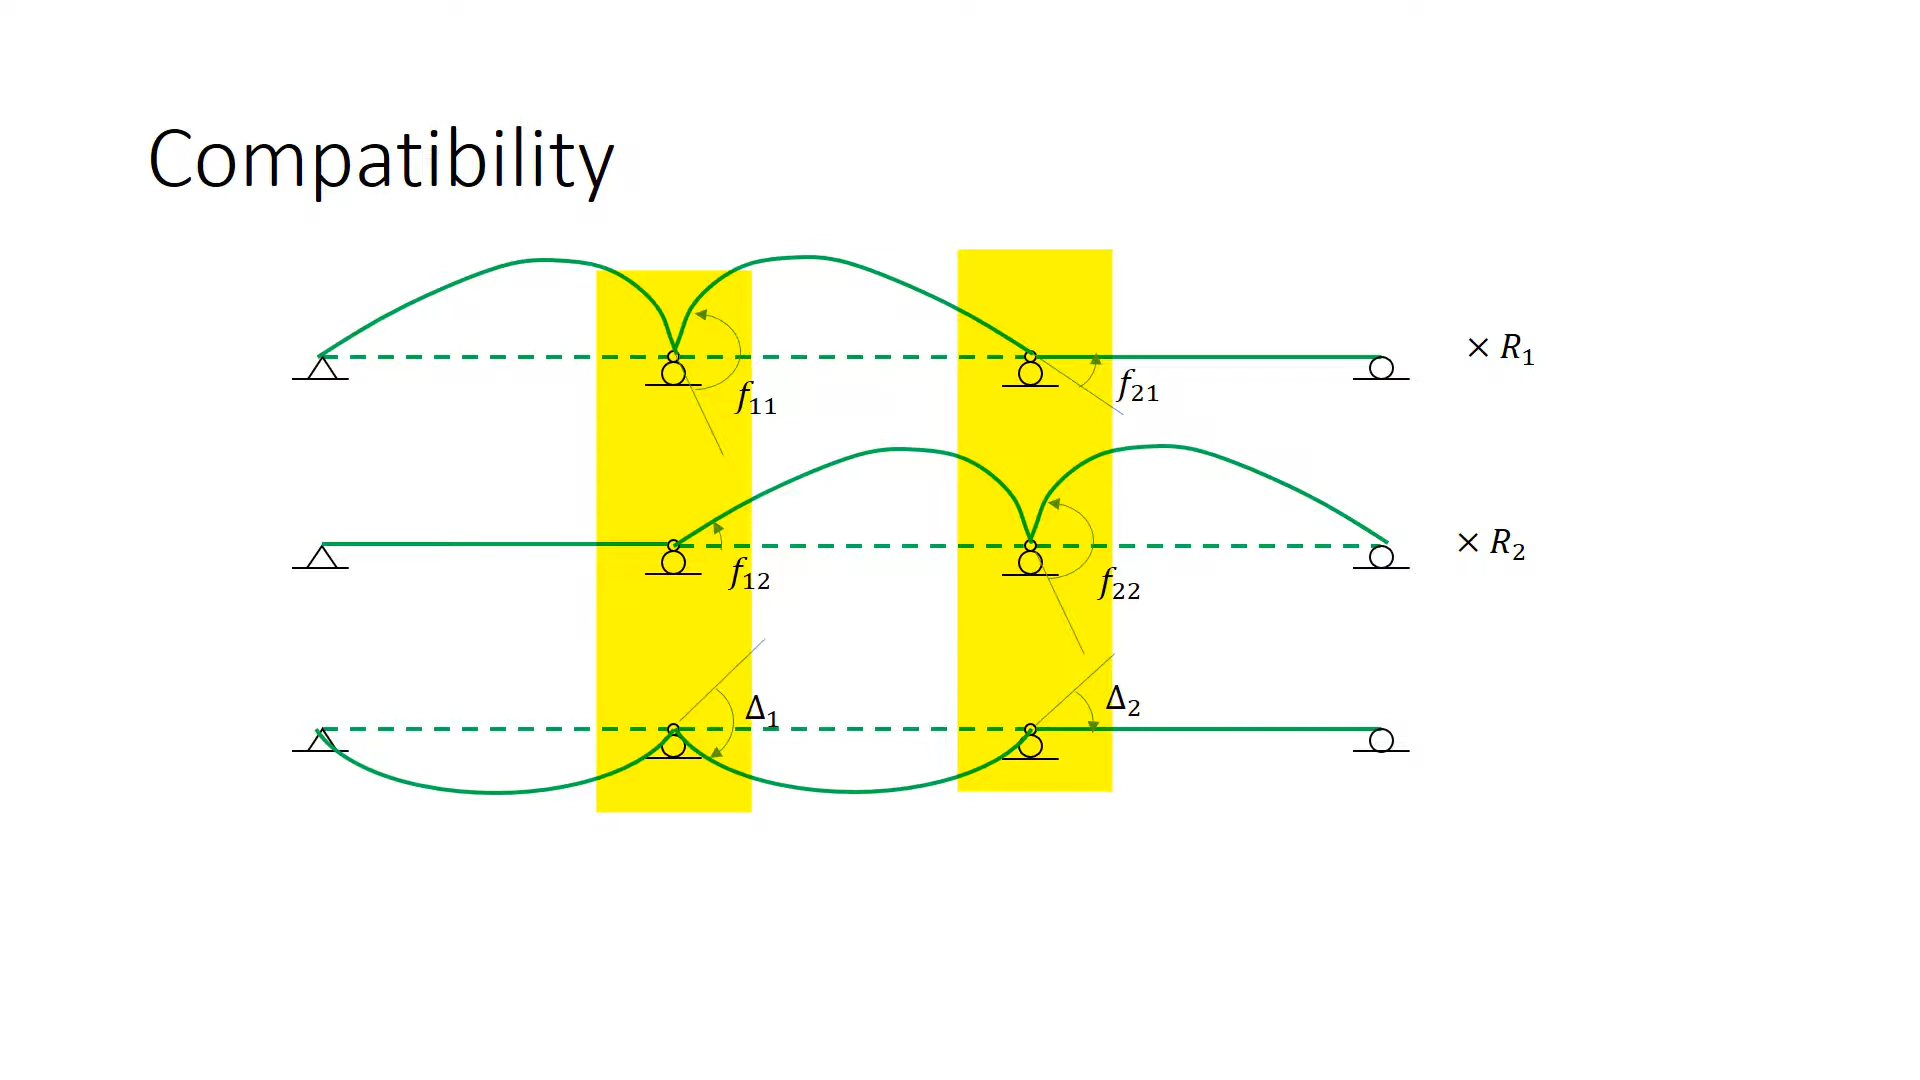 Compatibility
× R₁
f₁₁
f₂₁
× R₂
f₁₂
f₂₂
Δ₁
Δ₂